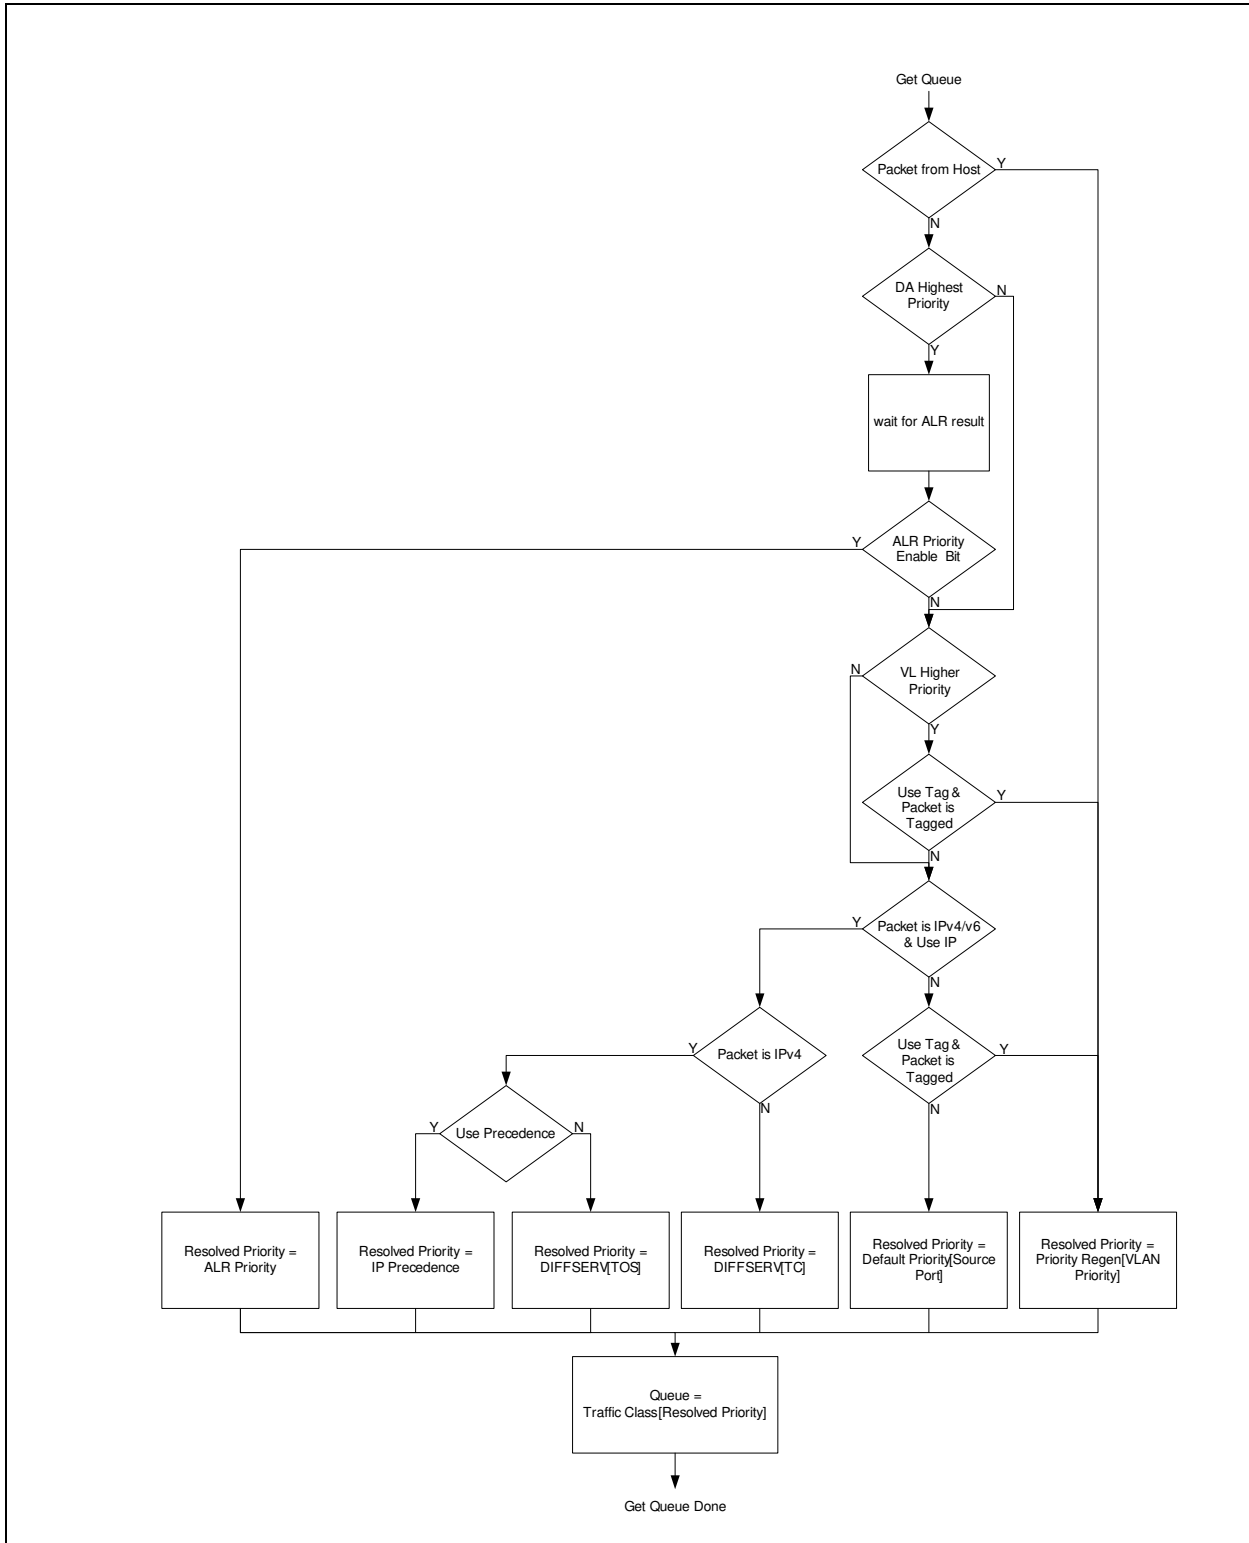 Get Queue
Packet from Host
Y
N
DA Highest
Priority
N
Y
wait for ALR result
ALR Priority
Enable Bit
Y
N
VL Higher
Priority
N
Y
Use Tag &
Packet is
Tagged
Y
N
Packet is IPv4/v6
& Use IP
Y
N
Packet is IPv4
Y
N
Use Tag &
Packet is
Tagged
Y
N
Use Precedence
Y
N
Resolved Priority =
ALR Priority
Resolved Priority =
IP Precedence
Resolved Priority =
DIFFSERV[TOS]
Resolved Priority =
DIFFSERV[TC]
Resolved Priority =
Default Priority[Source
Port]
Resolved Priority =
Priority Regen[VLAN
Priority]
Queue =
Traffic Class[Resolved Priority]
Get Queue Done